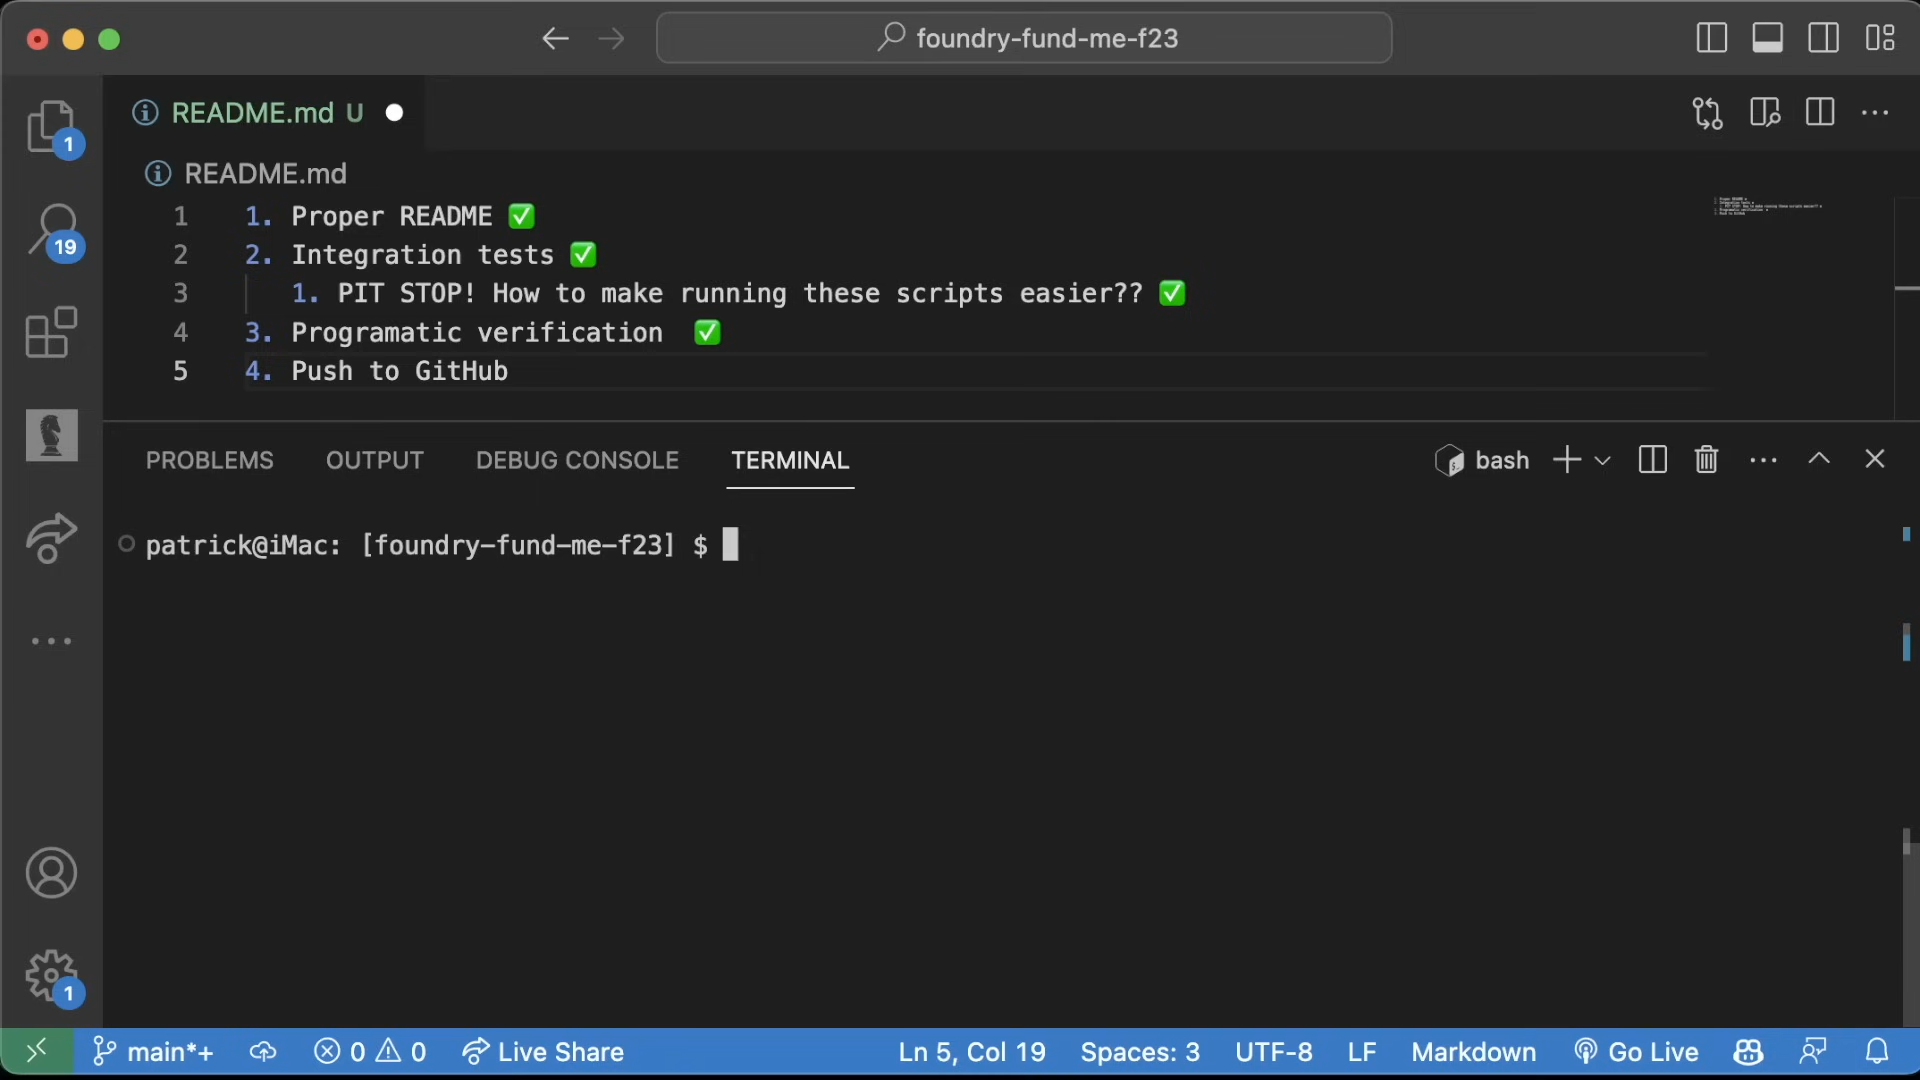 foundry-fund-me-f23
README.md U
README.md
1 1. Proper README ✅
2 2. Integration tests ✅
3 1. PIT STOP! How to make running these scripts easier?? ✅
4 3. Programatic verification ✅
5 4. Push to GitHub
PROBLEMS OUTPUT DEBUG CONSOLE TERMINAL bash
patrick@iMac: [foundry-fund-me-f23] $
1
19
1
main*+ 0 0 Live Share Ln 5, Col 19 Spaces: 3 UTF-8 LF Markdown Go Live